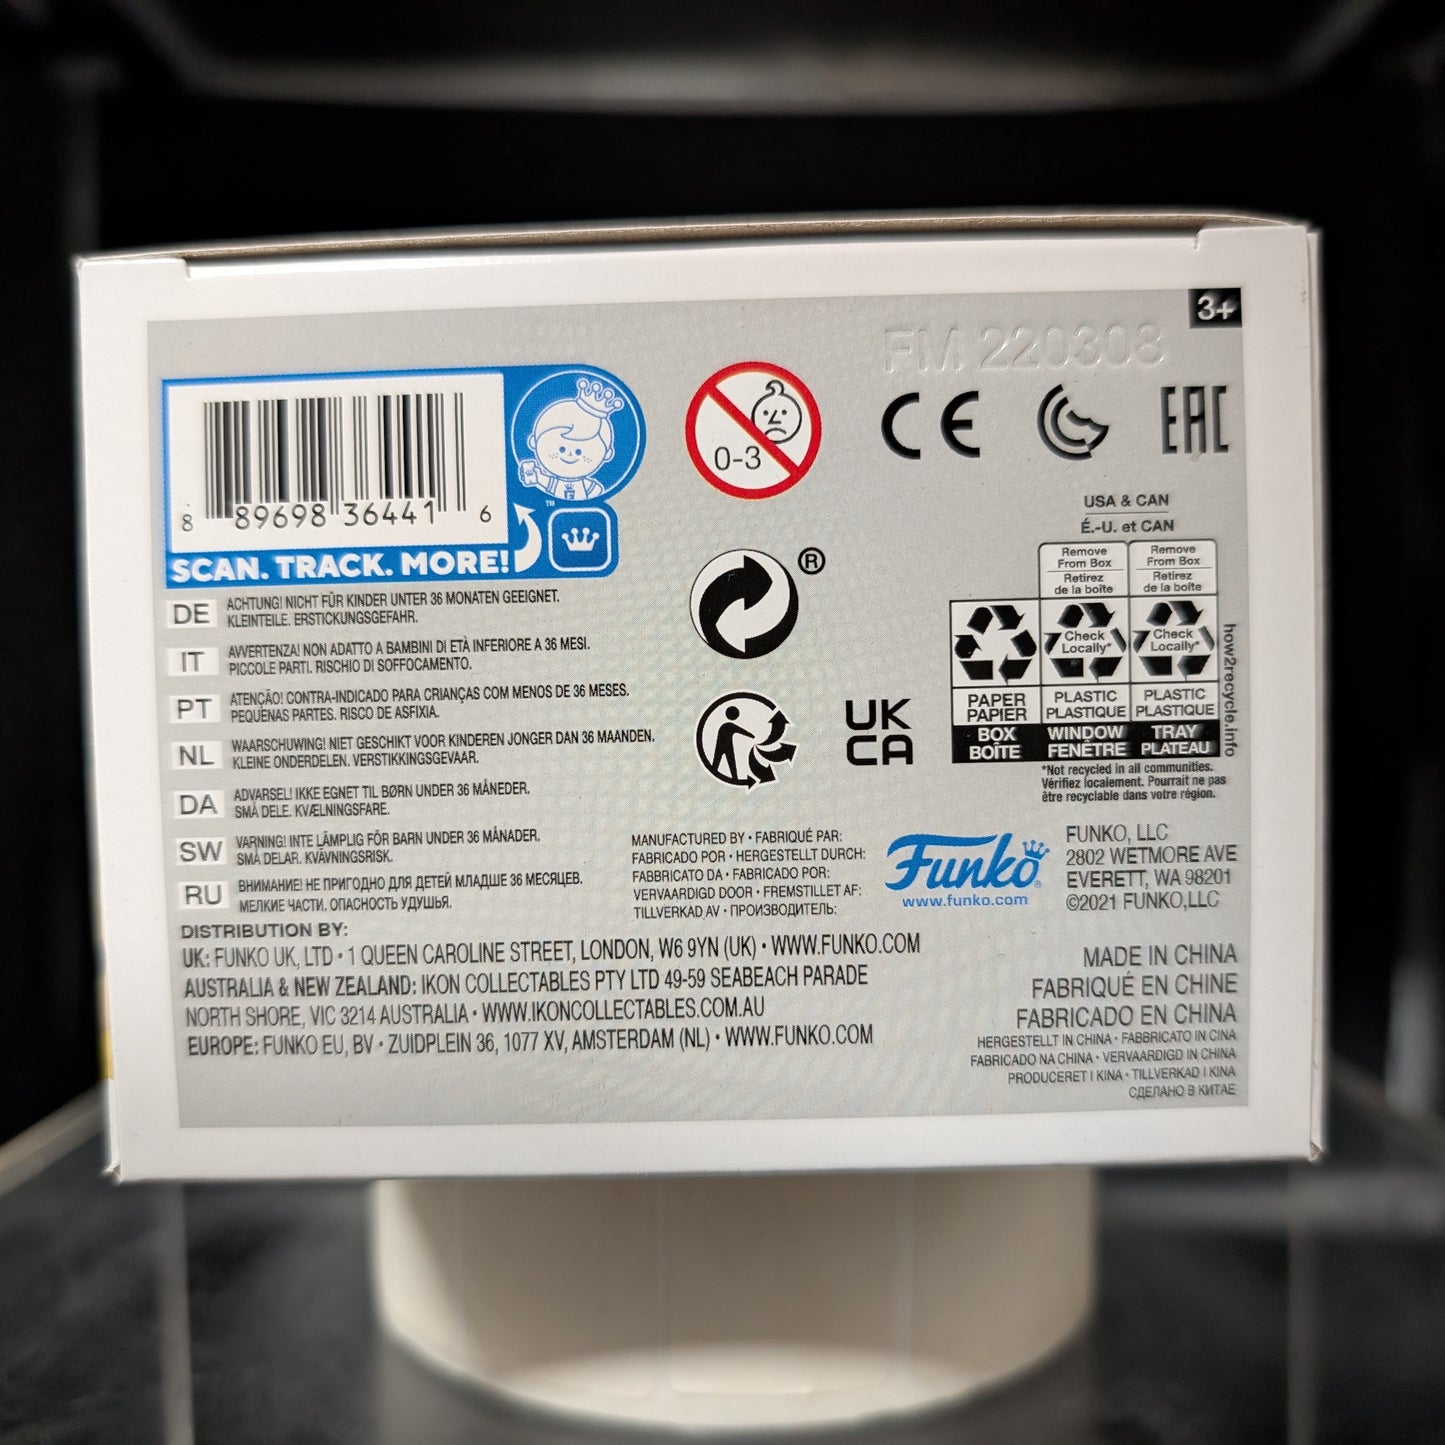 3+
FM 220308
8 89698 36441 6
SCAN. TRACK. MORE!
™
0-3
CE
EAC
USA & CAN
É.-U. et CAN
Remove
From Box
Retirez
de la boîte
Remove
From Box
Retirez
de la boîte
Check
Locally*
Check
Locally*
PAPER
PAPIER
PLASTIC
PLASTIQUE
PLASTIC
PLASTIQUE
BOX
BOÎTE
WINDOW
FENÊTRE
TRAY
PLATEAU
how2recycle.info
*Not recycled in all communities.
Vérifiez localement. Pourrait ne pas
être recyclable dans votre région.
®
UK
CA
DE ACHTUNG! NICHT FÜR KINDER UNTER 36 MONATEN GEEIGNET.
KLEINTEILE. ERSTICKUNGSGEFAHR.
IT AVVERTENZA! NON ADATTO A BAMBINI DI ETÀ INFERIORE A 36 MESI.
PICCOLE PARTI. RISCHIO DI SOFFOCAMENTO.
PT ATENÇÃO! CONTRA-INDICADO PARA CRIANÇAS COM MENOS DE 36 MESES.
PEQUENAS PARTES. RISCO DE ASFIXIA.
NL WAARSCHUWING! NIET GESCHIKT VOOR KINDEREN JONGER DAN 36 MAANDEN.
KLEINE ONDERDELEN. VERSTIKKINGSGEVAAR.
DA ADVARSEL! IKKE EGNET TIL BØRN UNDER 36 MÅNEDER.
SMÅ DELE. KVÆLNINGSFARE.
SW VARNING! INTE LÄMPLIG FÖR BARN UNDER 36 MÅNADER.
SMÅ DELAR. KVÄVNINGSRISK.
RU ВНИМАНИЕ! НЕ ПРИГОДНО ДЛЯ ДЕТЕЙ МЛАДШЕ 36 МЕСЯЦЕВ.
МЕЛКИЕ ЧАСТИ. ОПАСНОСТЬ УДУШЬЯ.
MANUFACTURED BY • FABRIQUÉ PAR:
FABRICADO POR • HERGESTELLT DURCH:
FABBRICATO DA • FABRICADO POR:
VERVAARDIGD DOOR • FREMSTILLET AF:
TILLVERKAD AV • ПРОИЗВОДИТЕЛЬ:
Funko®
www.funko.com
FUNKO, LLC
2802 WETMORE AVE
EVERETT, WA 98201
©2021 FUNKO,LLC
DISTRIBUTION BY:
UK: FUNKO UK, LTD • 1 QUEEN CAROLINE STREET, LONDON, W6 9YN (UK) • WWW.FUNKO.COM
AUSTRALIA & NEW ZEALAND: IKON COLLECTABLES PTY LTD 49-59 SEABEACH PARADE
NORTH SHORE, VIC 3214 AUSTRALIA • WWW.IKONCOLLECTABLES.COM.AU
EUROPE: FUNKO EU, BV • ZUIDPLEIN 36, 1077 XV, AMSTERDAM (NL) • WWW.FUNKO.COM
MADE IN CHINA
FABRIQUÉ EN CHINE
FABRICADO EN CHINA
HERGESTELLT IN CHINA • FABBRICATO IN CINA
FABRICADO NA CHINA • VERVAARDIGD IN CHINA
PRODUCERET I KINA • TILLVERKAD I KINA
СДЕЛАНО В КИТАЕ